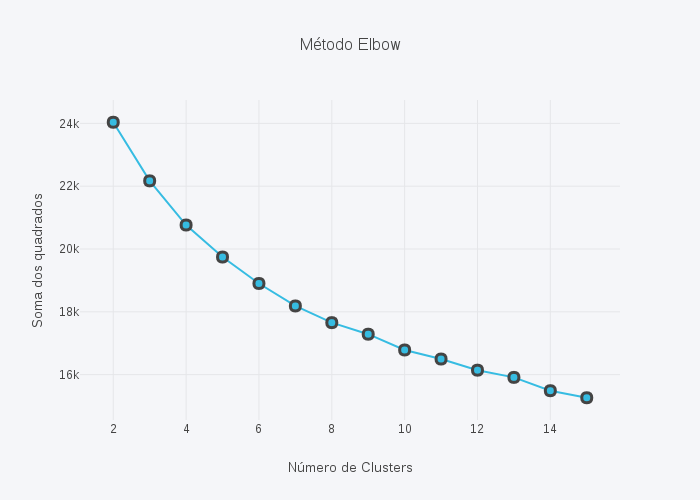 Método Elbow
24k
22k
20k
18k
16k
Soma dos quadrados
2 4 6 8 10 12 14
Número de Clusters